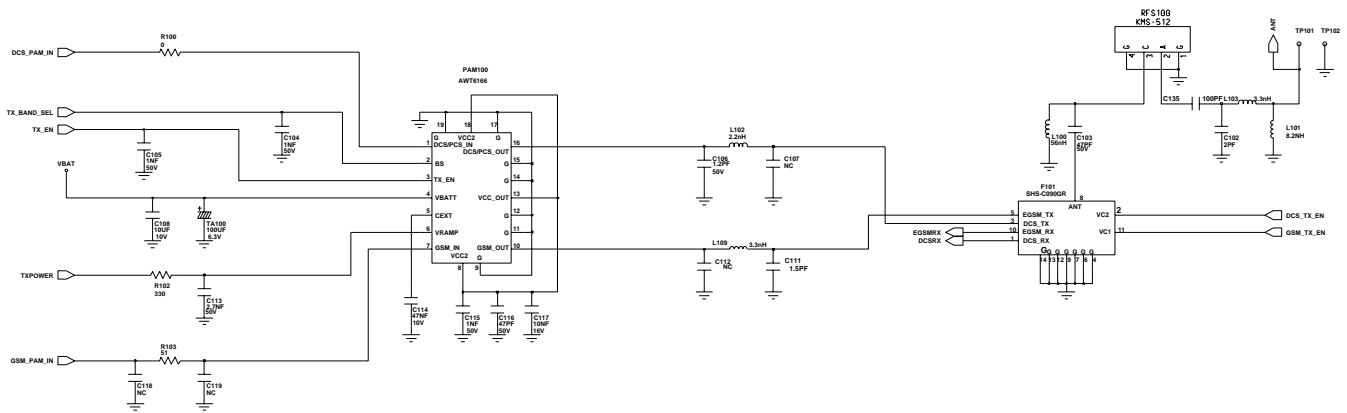 RFS100
KMS-512
G C A G
4 3 2 1
ANT
TP101
TP102
R100
0
DCS_PAM_IN
PAM100
AWT6166
C135
100PF
L103
3.3nH
TX_BAND_SEL
TX_EN
C104
1NF
50V
C105
1NF
50V
19 18 17
G VCC2 G
1 DCS/PCS_IN
DCS/PCS_OUT 16
2 BS
G 15
3 TX_EN
G 14
4 VBATT
VCC_OUT 13
5 CEXT
G 12
6 VRAMP
G 11
7 GSM_IN
GSM_OUT 10
VCC2 G
8 9
L102
2.2nH
C106
1.2PF
50V
C107
NC
L100
56nH
C103
47PF
50V
C102
2PF
L101
8.2NH
VBAT
C108
10UF
10V
+
TA100
100UF
6.3V
F101
SHS-C090GR
8
ANT
5 EGSM_TX
3 DCS_TX
10 EGSM_RX
1 DCS_RX
VC2 2
VC1 11
DCS_TX_EN
GSM_TX_EN
EGSMRX
DCSRX
G G G G G G G
14 13 12 9 7 6 4
L109
3.3nH
C112
NC
C111
1.5PF
TXPOWER
R102
330
C113
2.7NF
50V
C114
47NF
10V
C115
1NF
50V
C116
47PF
50V
C117
10NF
16V
R103
51
GSM_PAM_IN
C118
NC
C119
NC